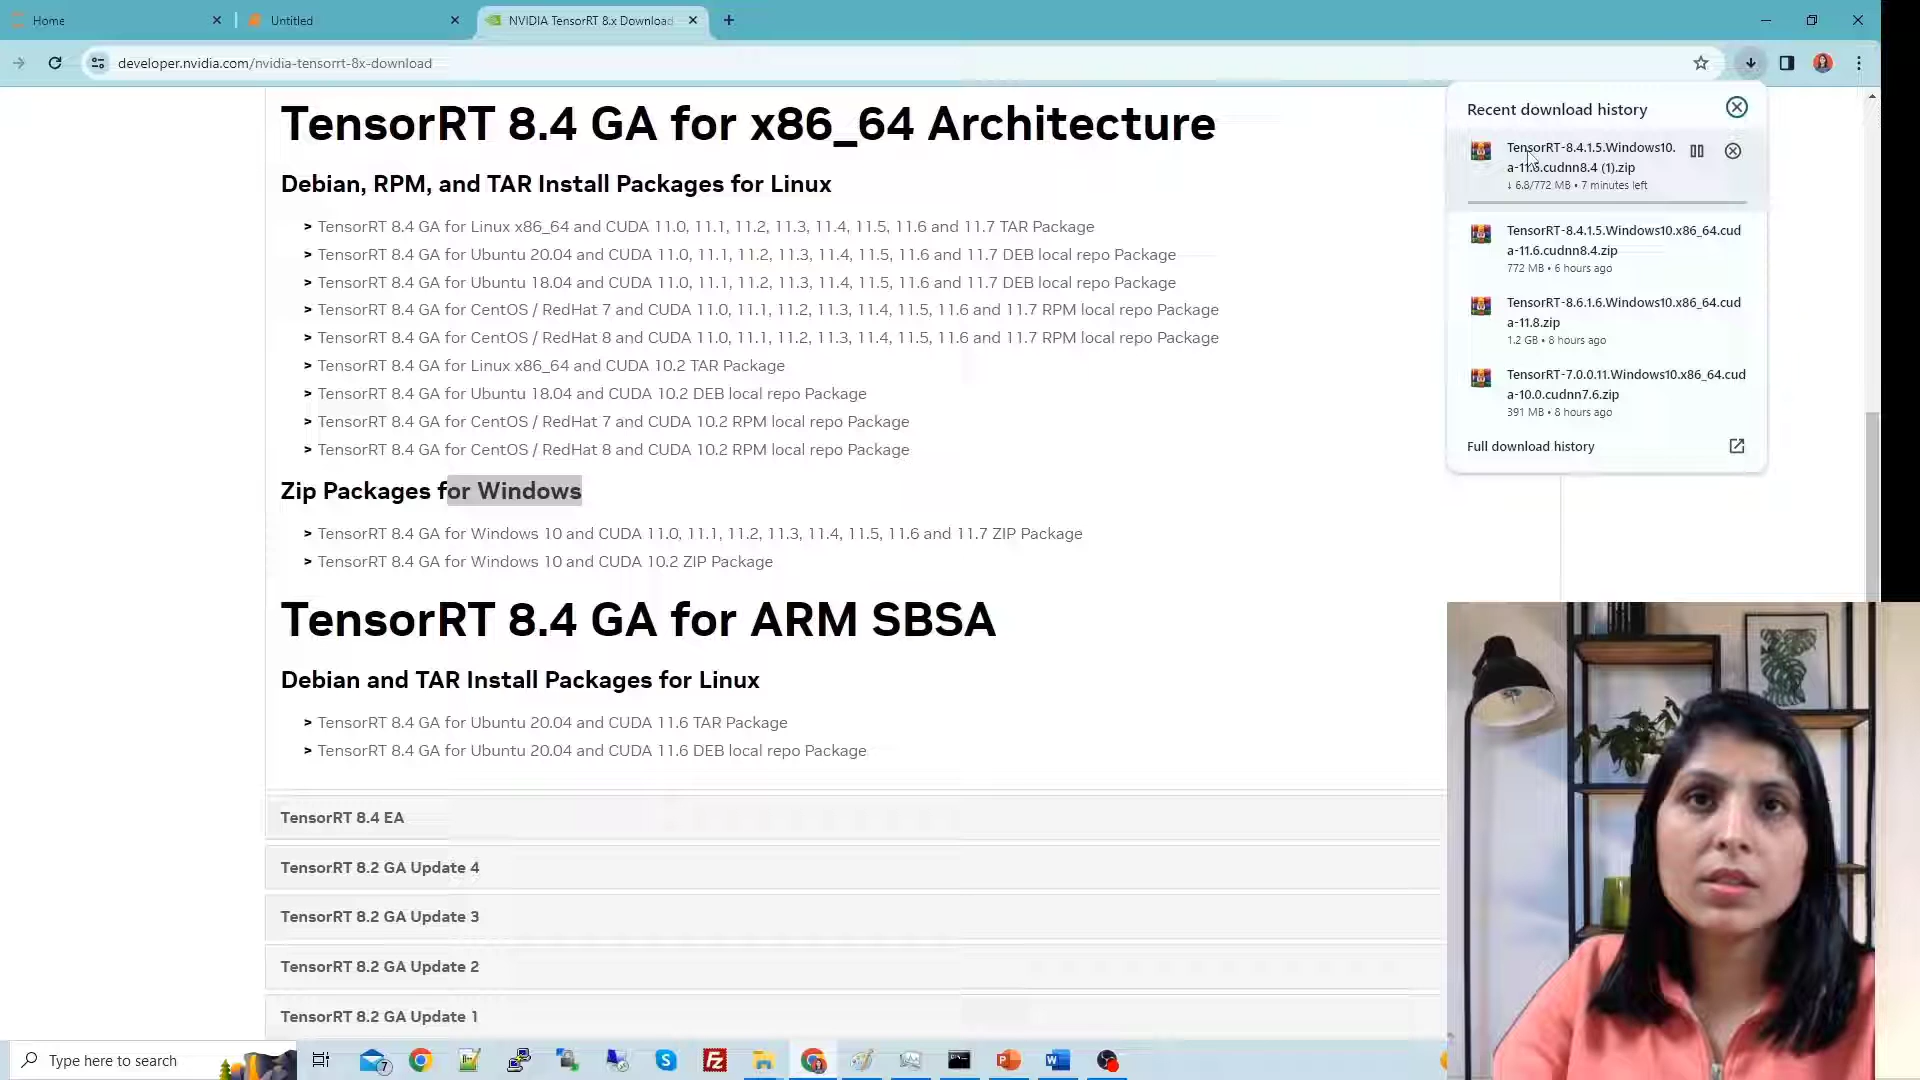 Home
Untitled
NVIDIA TensorRT 8.x Download
developer.nvidia.com/nvidia-tensorrt-8x-download
TensorRT 8.4 GA for x86_64 Architecture
Debian, RPM, and TAR Install Packages for Linux
> TensorRT 8.4 GA for Linux x86_64 and CUDA 11.0, 11.1, 11.2, 11.3, 11.4, 11.5, 11.6 and 11.7 TAR Package
> TensorRT 8.4 GA for Ubuntu 20.04 and CUDA 11.0, 11.1, 11.2, 11.3, 11.4, 11.5, 11.6 and 11.7 DEB local repo Package
> TensorRT 8.4 GA for Ubuntu 18.04 and CUDA 11.0, 11.1, 11.2, 11.3, 11.4, 11.5, 11.6 and 11.7 DEB local repo Package
> TensorRT 8.4 GA for CentOS / RedHat 7 and CUDA 11.0, 11.1, 11.2, 11.3, 11.4, 11.5, 11.6 and 11.7 RPM local repo Package
> TensorRT 8.4 GA for CentOS / RedHat 8 and CUDA 11.0, 11.1, 11.2, 11.3, 11.4, 11.5, 11.6 and 11.7 RPM local repo Package
> TensorRT 8.4 GA for Linux x86_64 and CUDA 10.2 TAR Package
> TensorRT 8.4 GA for Ubuntu 18.04 and CUDA 10.2 DEB local repo Package
> TensorRT 8.4 GA for CentOS / RedHat 7 and CUDA 10.2 RPM local repo Package
> TensorRT 8.4 GA for CentOS / RedHat 8 and CUDA 10.2 RPM local repo Package
Zip Packages for Windows
> TensorRT 8.4 GA for Windows 10 and CUDA 11.0, 11.1, 11.2, 11.3, 11.4, 11.5, 11.6 and 11.7 ZIP Package
> TensorRT 8.4 GA for Windows 10 and CUDA 10.2 ZIP Package
TensorRT 8.4 GA for ARM SBSA
Debian and TAR Install Packages for Linux
> TensorRT 8.4 GA for Ubuntu 20.04 and CUDA 11.6 TAR Package
> TensorRT 8.4 GA for Ubuntu 20.04 and CUDA 11.6 DEB local repo Package
TensorRT 8.4 EA
TensorRT 8.2 GA Update 4
TensorRT 8.2 GA Update 3
TensorRT 8.2 GA Update 2
TensorRT 8.2 GA Update 1
Recent download history
TensorRT-8.4.1.5.Windows10.
a-11.6.cudnn8.4 (1).zip
↓ 6.8/772 MB • 7 minutes left
TensorRT-8.4.1.5.Windows10.x86_64.cud
a-11.6.cudnn8.4.zip
772 MB • 6 hours ago
TensorRT-8.6.1.6.Windows10.x86_64.cud
a-11.8.zip
1.2 GB • 8 hours ago
TensorRT-7.0.0.11.Windows10.x86_64.cud
a-10.0.cudnn7.6.zip
391 MB • 8 hours ago
Full download history
Type here to search
7